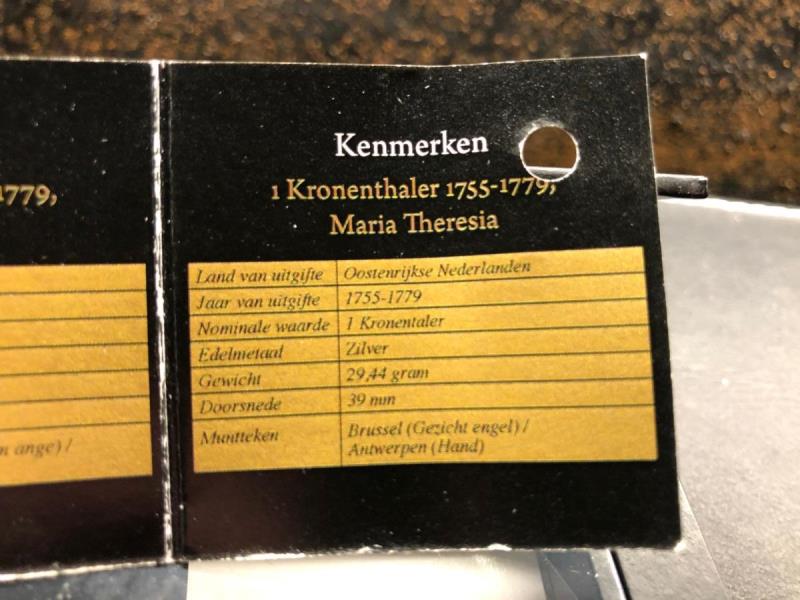 1779,
n ange) /
Kenmerken
1 Kronenthaler 1755-1779,
Maria Theresia
Land van uitgifte Oostenrijkse Nederlanden
Jaar van uitgifte 1755-1779
Nominale waarde 1 Kronentaler
Edelmetaal Zilver
Gewicht 29,44 gram
Doorsnede 39 mm
Muntteken Brussel (Gezicht engel) /
Antwerpen (Hand)